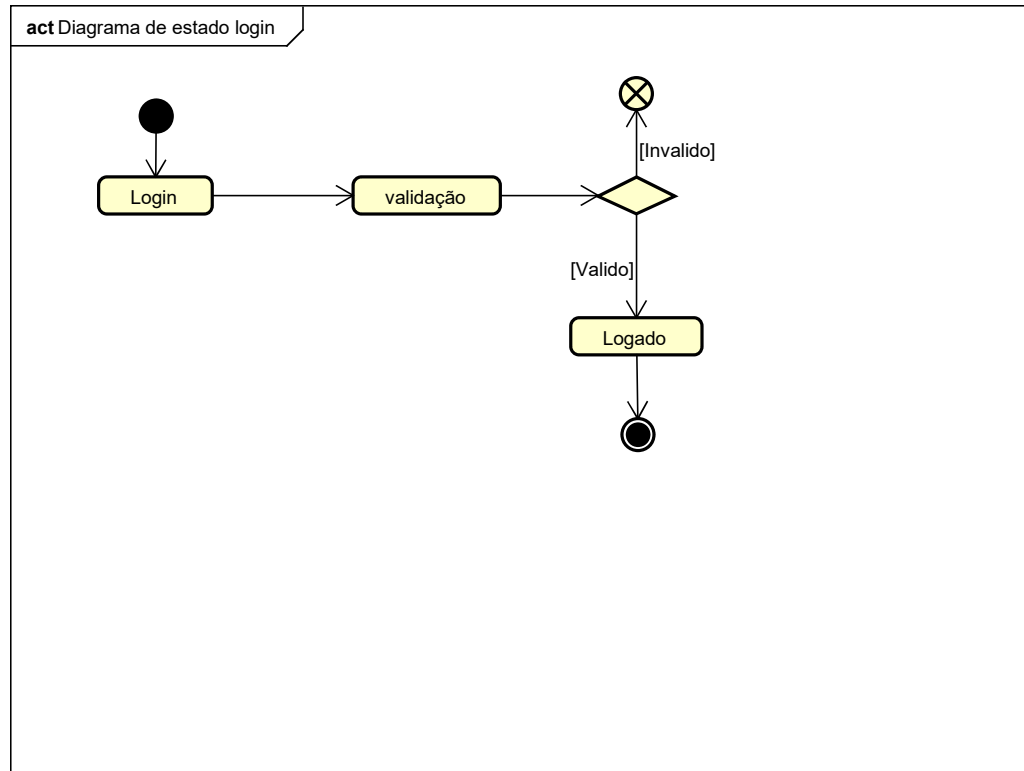 act Diagrama de estado login
[Invalido]
Login
validação
[Valido]
Logado